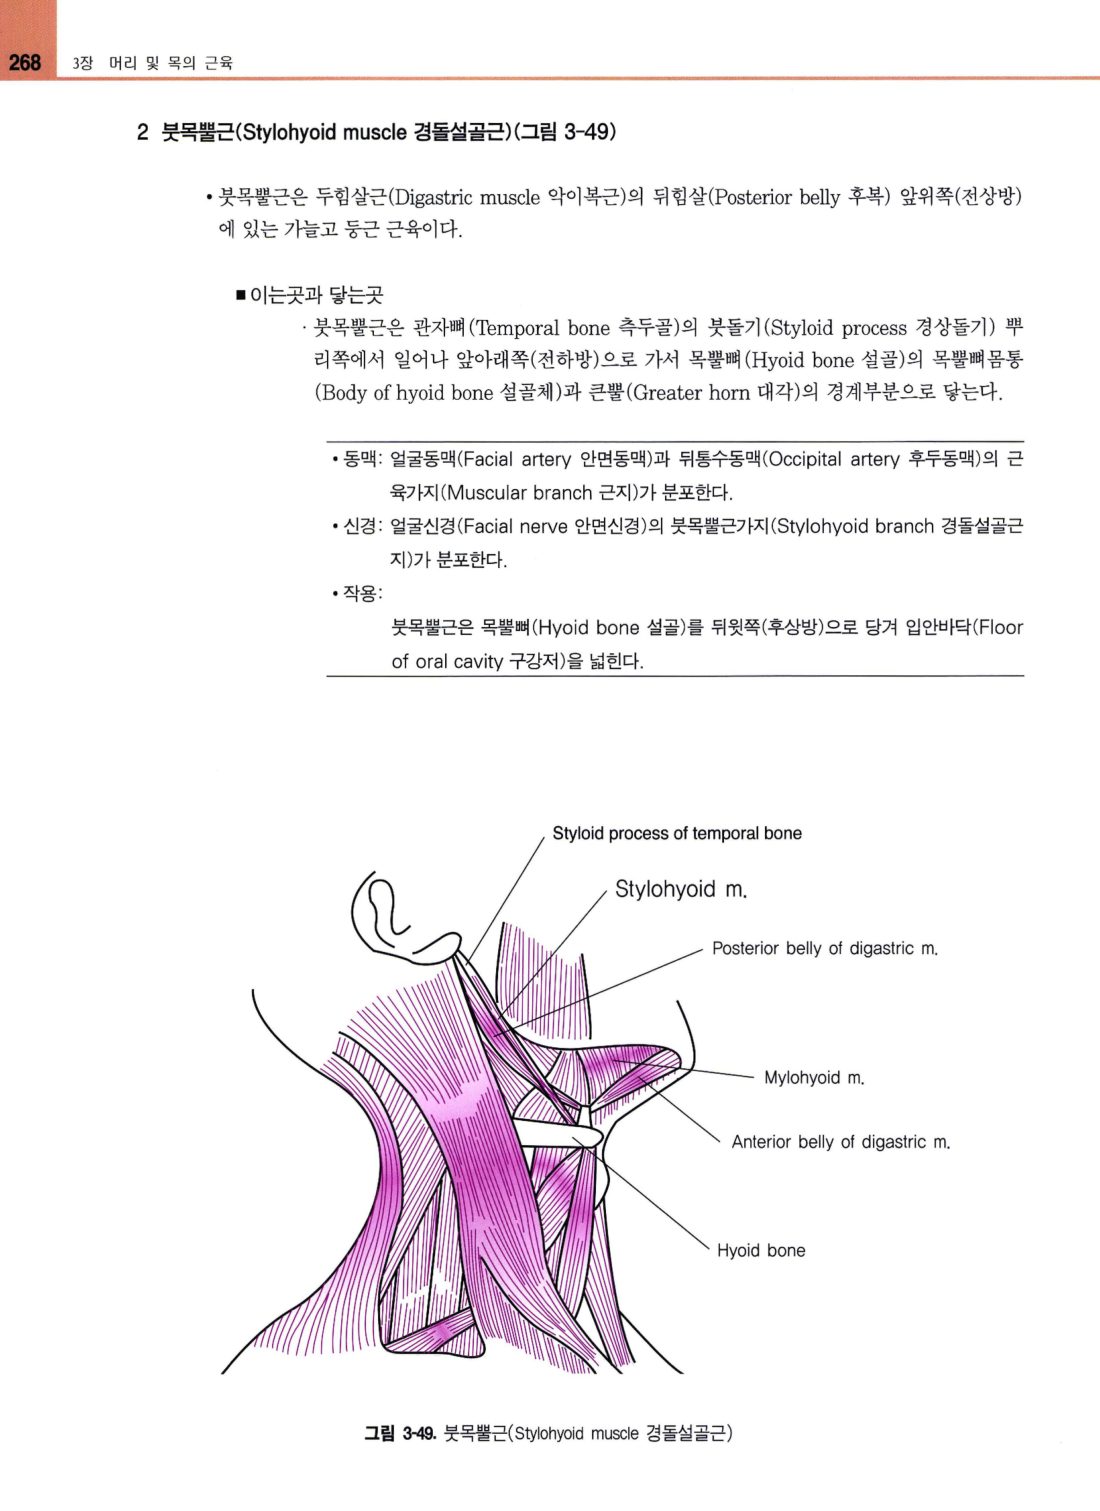 268 3장 머리 및 목의 근육
2 붓목뿔근(Stylohyoid muscle 경돌설골근)(그림 3-49)
• 붓목뿔근은 두힘살근(Digastric muscle 악이복근)의 뒤힘살(Posterior belly 후복) 앞위쪽(전상방)
에 있는 가늘고 둥근 근육이다.
■ 이는곳과 닿는곳
· 붓목뿔근은 관자뼈(Temporal bone 측두골)의 붓돌기(Styloid process 경상돌기) 뿌
리쪽에서 일어나 앞아래쪽(전하방)으로 가서 목뿔뼈(Hyoid bone 설골)의 목뿔뼈몸통
(Body of hyoid bone 설골체)과 큰뿔(Greater horn 대각)의 경계부분으로 닿는다.
• 동맥: 얼굴동맥(Facial artery 안면동맥)과 뒤통수동맥(Occipital artery 후두동맥)의 근
육가지(Muscular branch 근지)가 분포한다.
• 신경: 얼굴신경(Facial nerve 안면신경)의 붓목뿔근가지(Stylohyoid branch 경돌설골근
지)가 분포한다.
• 작용:
붓목뿔근은 목뿔뼈(Hyoid bone 설골)를 뒤윗쪽(후상방)으로 당겨 입안바닥(Floor
of oral cavity 구강저)을 넓힌다.
Styloid process of temporal bone
Stylohyoid m.
Posterior belly of digastric m.
Mylohyoid m.
Anterior belly of digastric m.
Hyoid bone
그림 3-49. 붓목뿔근(Stylohyoid muscle 경돌설골근)